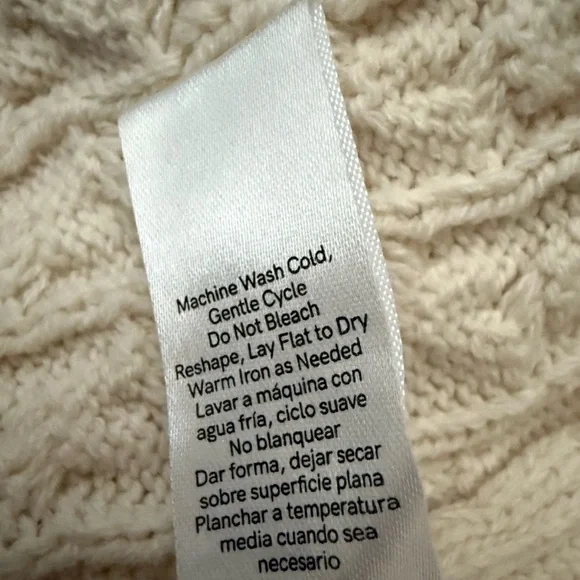 Machine Wash Cold,
Gentle Cycle
Do Not Bleach
Reshape, Lay Flat to Dry
Warm Iron as Needed
Lavar a máquina con
agua fría, ciclo suave
No blanquear
Dar forma, dejar secar
sobre superficie plana
Planchar a temperatura
media cuando sea
necesario